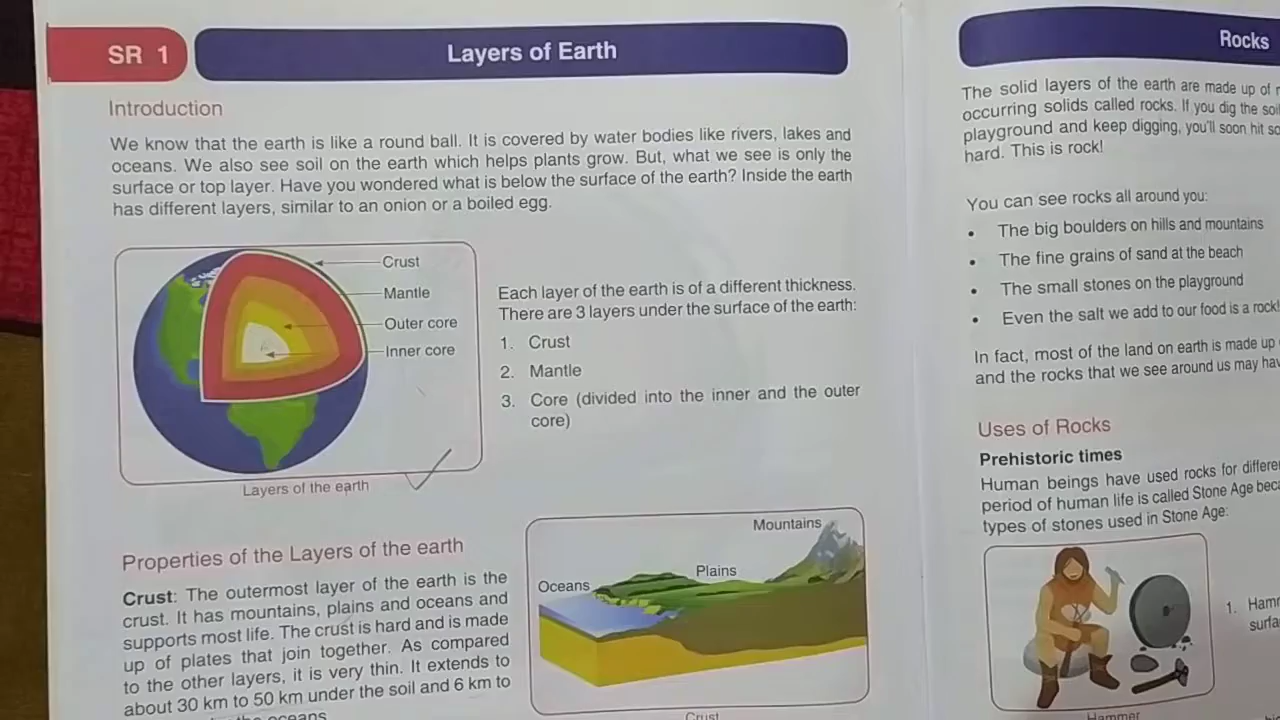 SR 1
Layers of Earth
Introduction
We know that the earth is like a round ball. It is covered by water bodies like rivers, lakes and
oceans. We also see soil on the earth which helps plants grow. But, what we see is only the
surface or top layer. Have you wondered what is below the surface of the earth? Inside the earth
has different layers, similar to an onion or a boiled egg.
Crust
Mantle
Outer core
Inner core
Layers of the earth
Each layer of the earth is of a different thickness.
There are 3 layers under the surface of the earth:
1. Crust
2. Mantle
3. Core (divided into the inner and the outer
core)
Properties of the Layers of the earth
Crust: The outermost layer of the earth is the
crust. It has mountains, plains and oceans and
supports most life. The crust is hard and is made
up of plates that join together. As compared
to the other layers, it is very thin. It extends to
about 30 km to 50 km under the soil and 6 km to
the oceans
Mountains
Plains
Oceans
Crust
Rocks
The solid layers of the earth are made up of
occurring solids called rocks. If you dig the
playground and keep digging, you'll soon hit
hard. This is rock!
You can see rocks all around you:
• The big boulders on hills and mountains
• The fine grains of sand at the beach
• The small stones on the playground
• Even the salt we add to our food is a
In fact, most of the land on earth is made up
and the rocks that we see around us may
Uses of Rocks
Prehistoric times
Human beings have used rocks for
period of human life is called Stone Age
types of stones used in Stone Age:
1.
Hammer